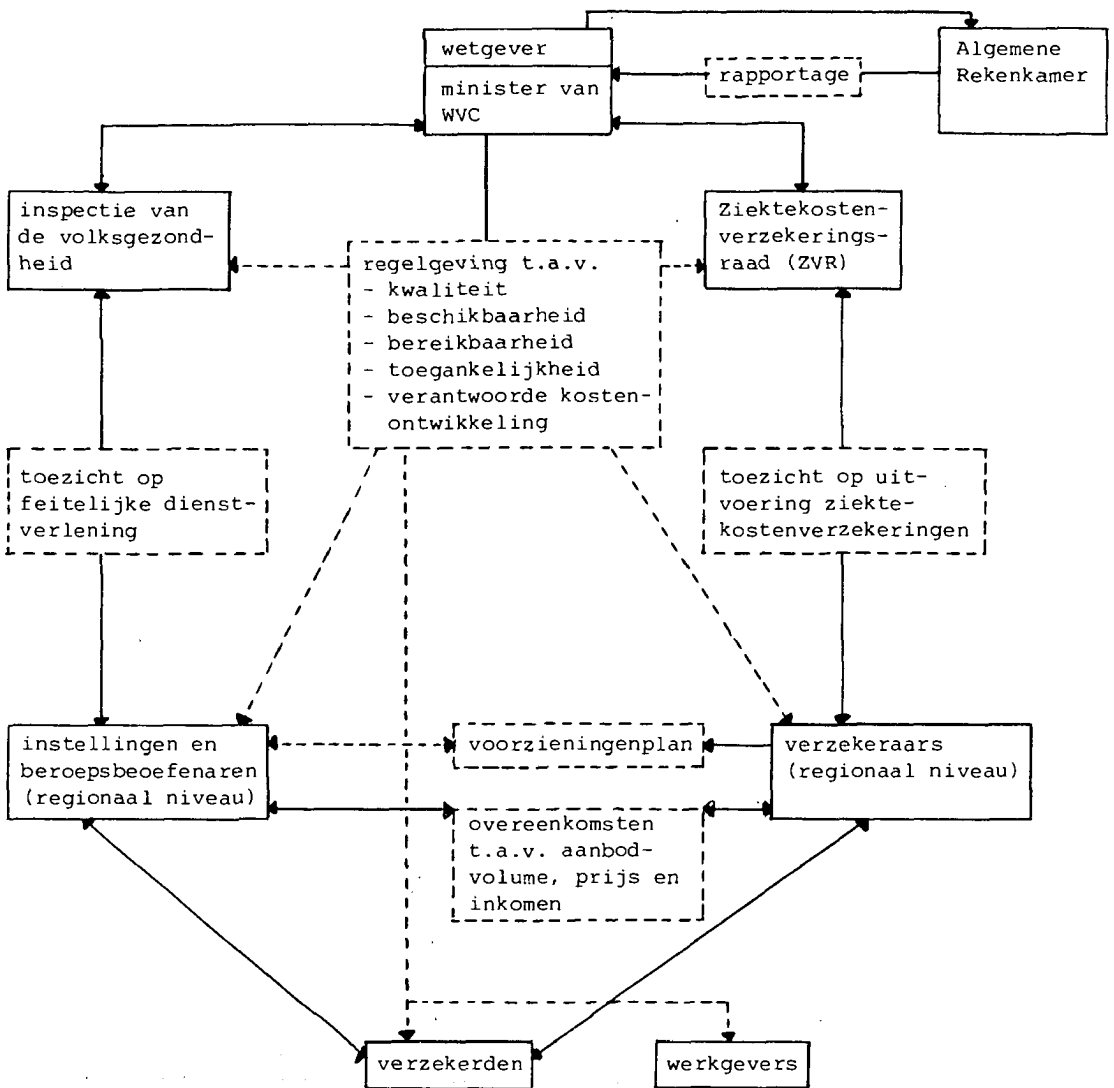 wetgever
minister van
WVC
Algemene
Rekenkamer
rapportage
inspectie van
de volksgezond-
heid
regelgeving t.a.v.
- kwaliteit
- beschikbaarheid
- bereikbaarheid
- toegankelijkheid
- verantwoorde kosten-
ontwikkeling
Ziektekosten-
verzekerings-
raad (ZVR)
toezicht op
feitelijke dienst-
verlening
toezicht op uit-
voering ziekte-
kostenverzekeringen
instellingen en
beroepsbeoefenaren
(regionaal niveau)
voorzieningenplan
verzekeraars
(regionaal niveau)
overeenkomsten
t.a.v. aanbod-
volume, prijs en
inkomen
verzekerden
werkgevers